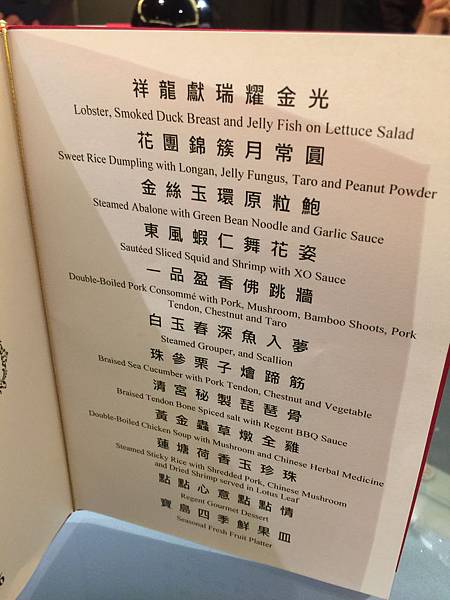 祥龍獻瑞耀金光
Lobster, Smoked Duck Breast and Jelly Fish on Lettuce Salad
花團錦簇月常圓
Sweet Rice Dumpling with Longan, Jelly Fungus, Taro and Peanut Powder
金絲玉環原粒鮑
Steamed Abalone with Green Bean Noodle and Garlic Sauce
東風蝦仁舞花姿
Sautéed Sliced Squid and Shrimp with XO Sauce
一品盈香佛跳牆
Double-Boiled Pork Consommé with Pork, Mushroom, Bamboo Shoots, Pork
Tendon, Chestnut and Taro
白玉春深魚入夢
Steamed Grouper, and Scallion
珠參栗子燴蹄筋
Braised Sea Cucumber with Pork Tendon, Chestnut and Vegetable
清宮秘製琵琶骨
Braised Tendon Bone Spiced salt with Regent BBQ Sauce
黃金蟲草燉全雞
Double-Boiled Chicken Soup with Mushroom and Chinese Herbal Medicine
蓮塘荷香玉珍珠
Steamed Sticky Rice with Shredded Pork, Chinese Mushroom
and Dried Shrimp served in Lotus Leaf
點點心意點點情
Regent Gourmet Dessert
寶島四季鮮果皿
Seasonal Fresh Fruit Platter